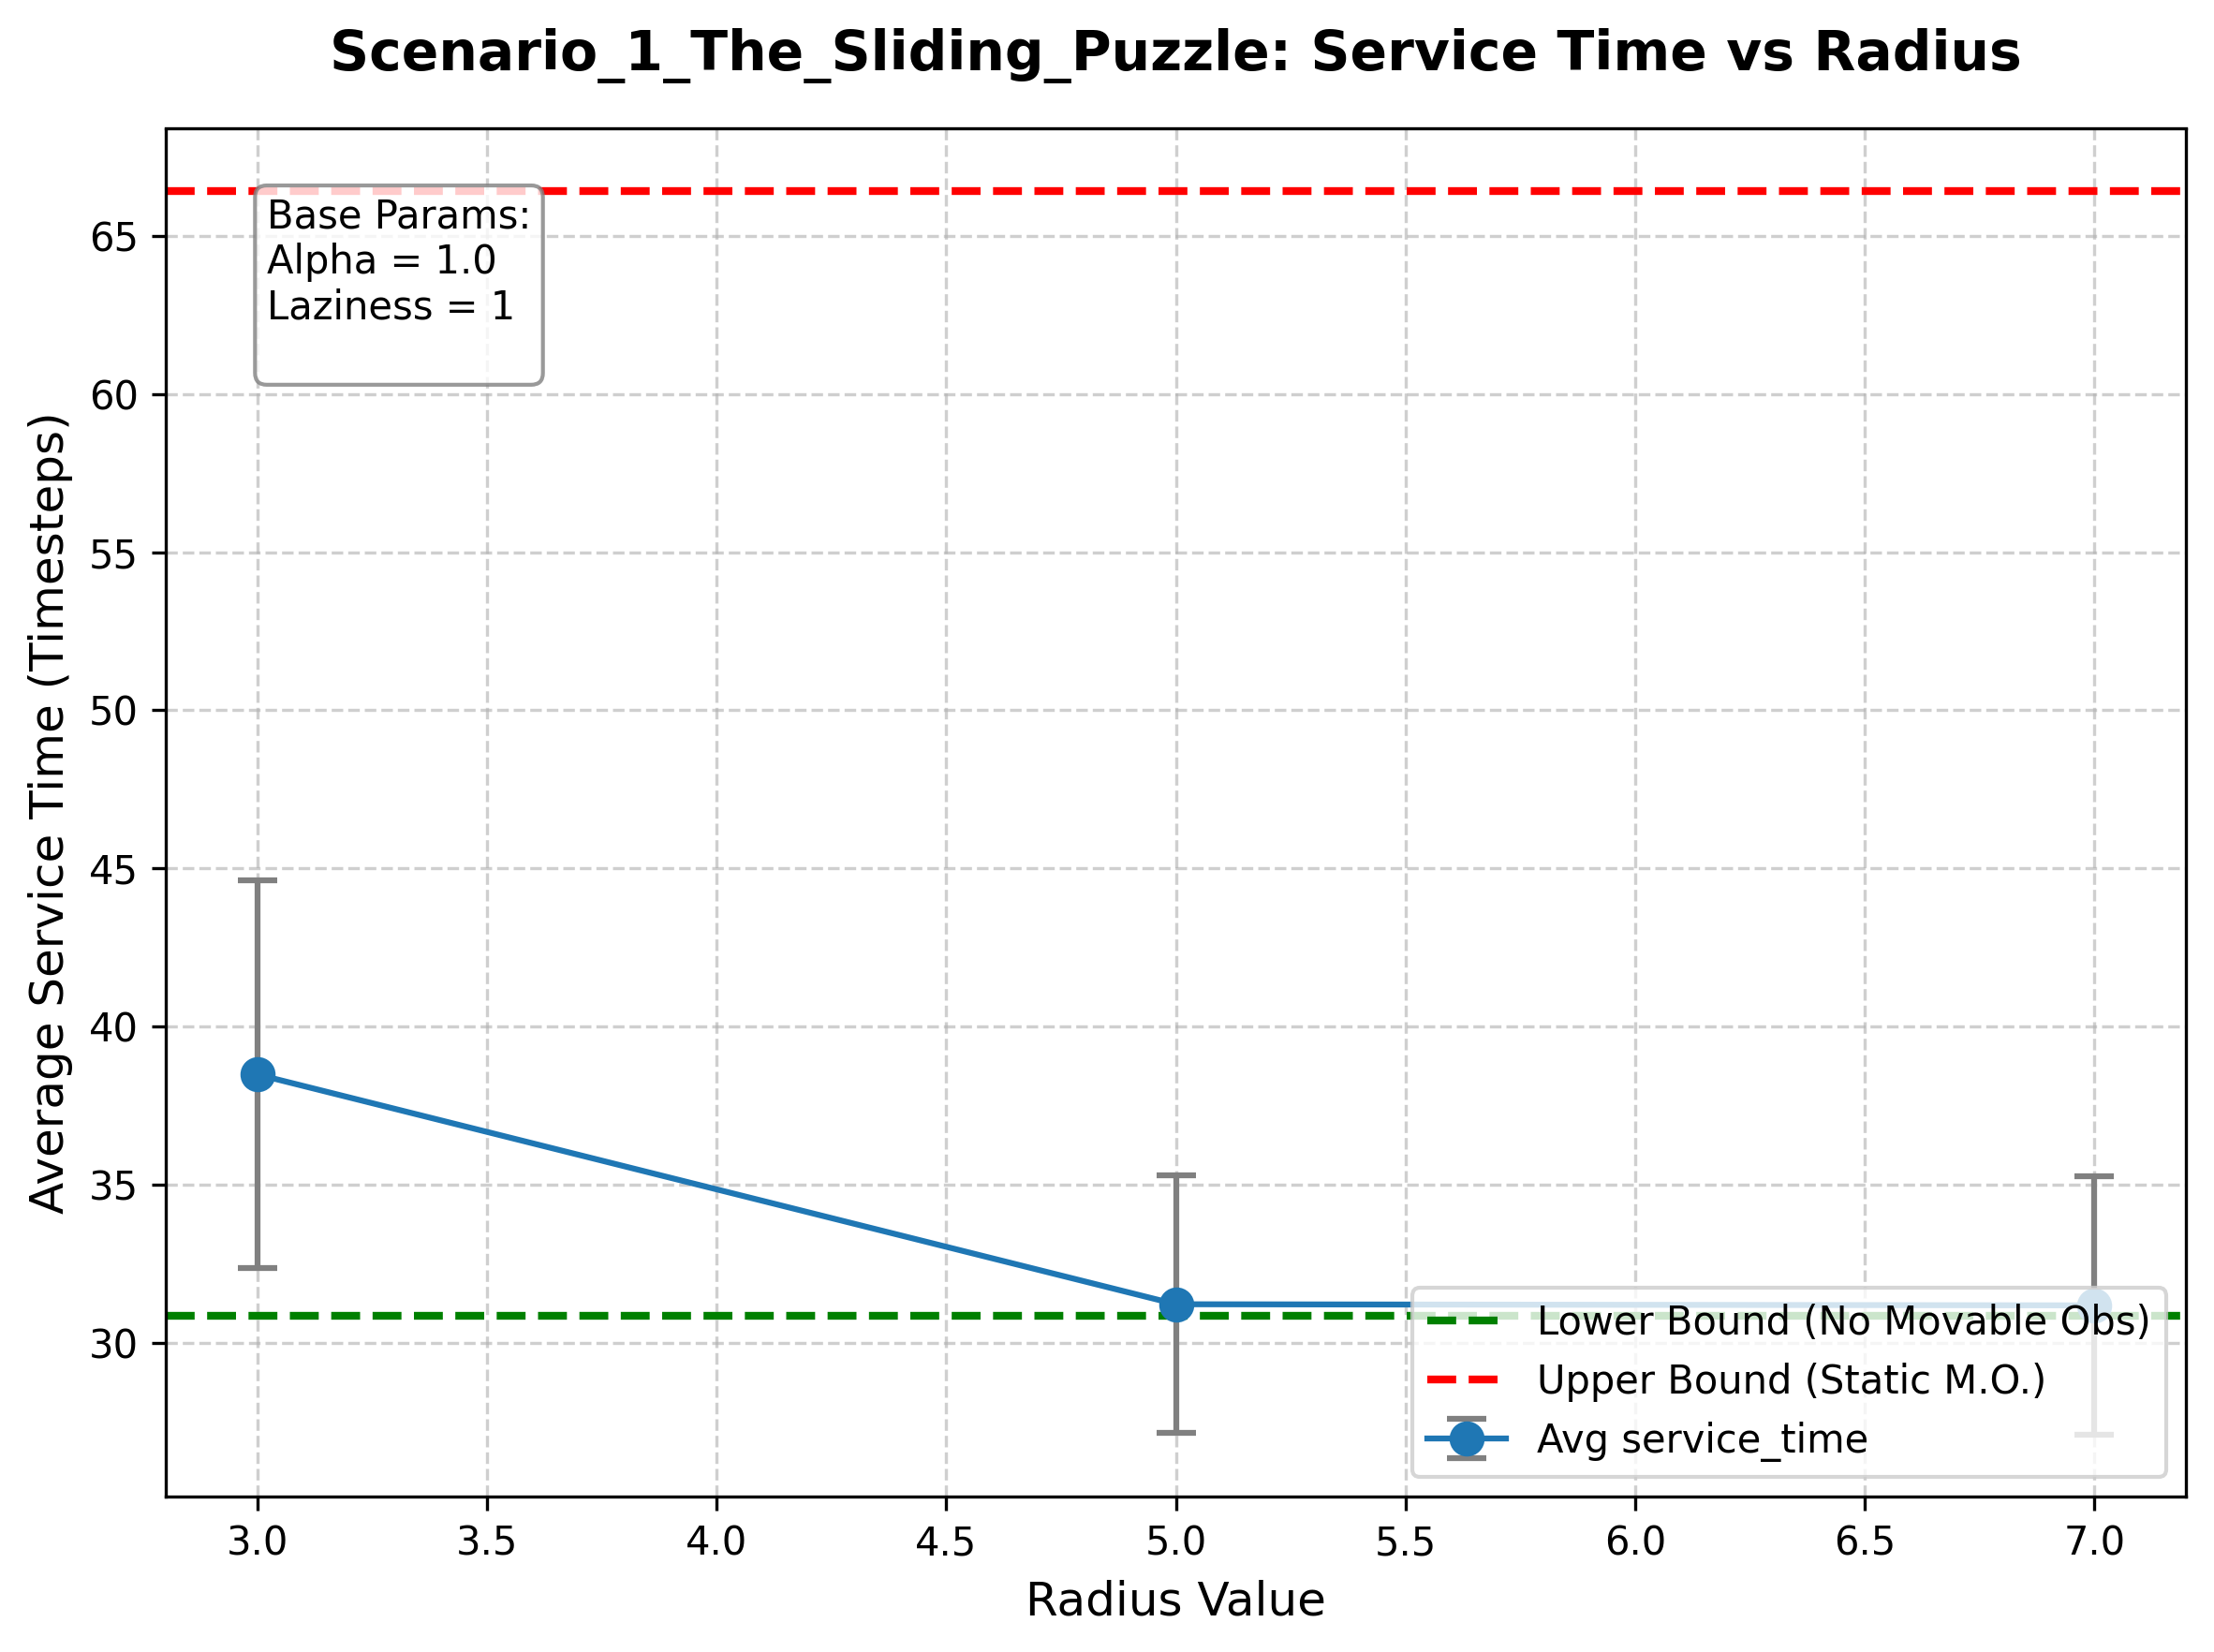 Scenario_1_The_Sliding_Puzzle: Service Time vs Radius
Base Params:
Alpha = 1.0
Laziness = 1
Average Service Time (Timesteps)
65
60
55
50
45
40
35
30
Lower Bound (No Movable Obs)
Upper Bound (Static M.O.)
Avg service_time
3.0 3.5 4.0 4.5 5.0 5.5 6.0 6.5 7.0
Radius Value